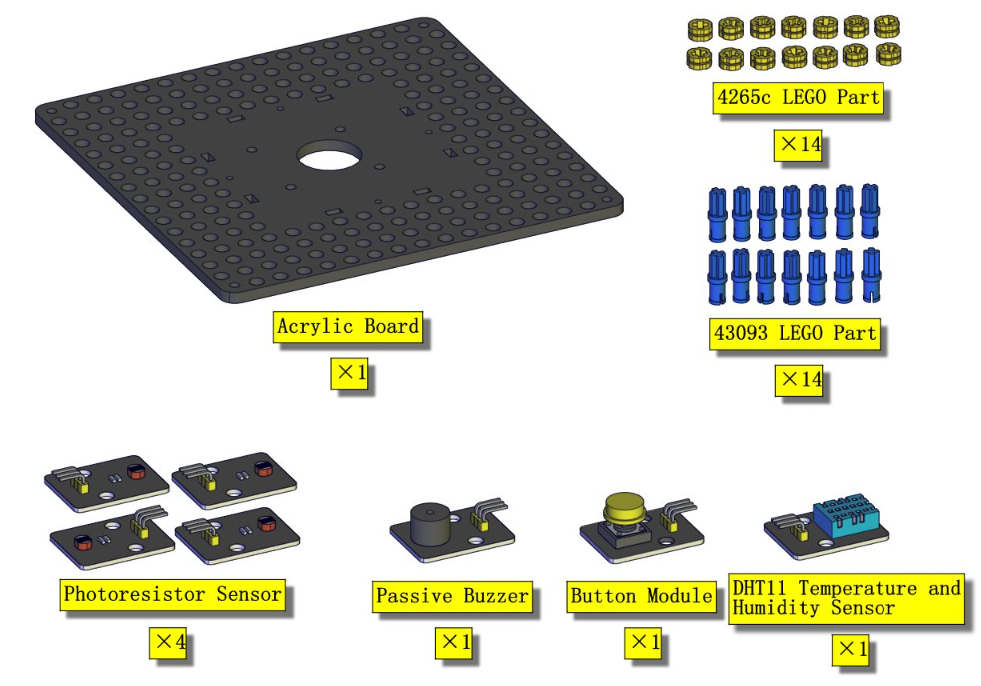 4265c LEGO Part
×14
43093 LEGO Part
×14
Acrylic Board
×1
Photoresistor Sensor
×4
Passive Buzzer
×1
Button Module
×1
DHT11 Temperature and
Humidity Sensor
×1